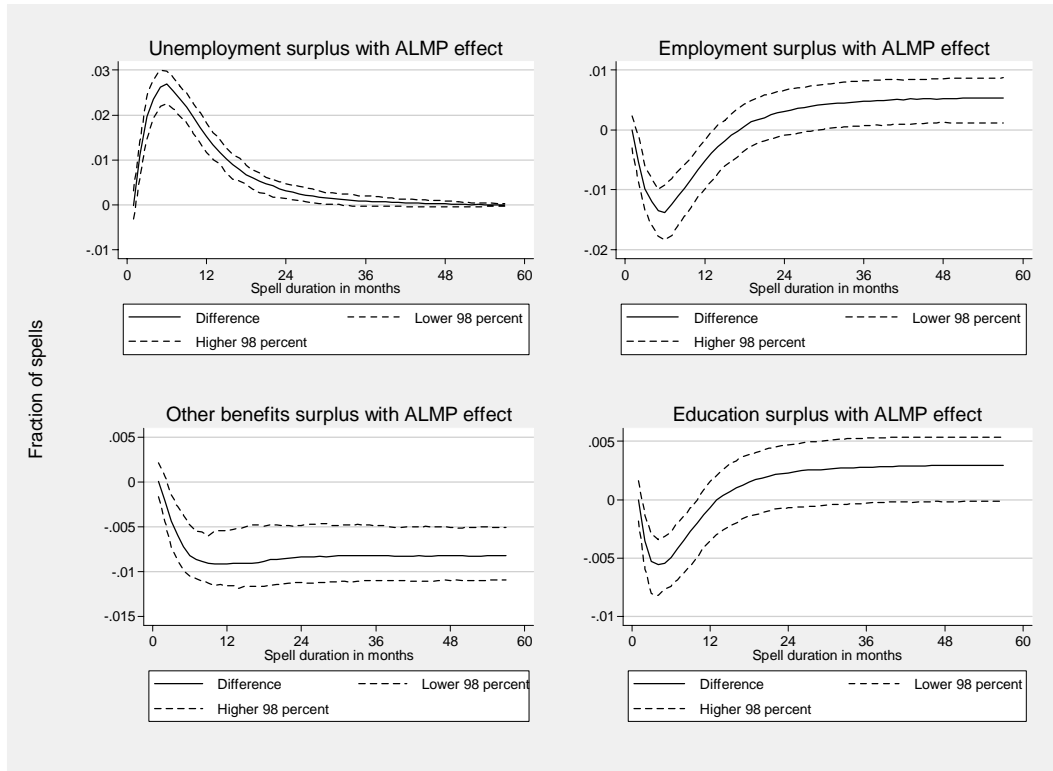 Fraction of spells
Unemployment surplus with ALMP effect
.03
.02
.01
0
-.01
0 12 24 36 48 60
Spell duration in months
Difference Lower 98 percent
Higher 98 percent
Employment surplus with ALMP effect
.01
0
-.01
-.02
0 12 24 36 48 60
Spell duration in months
Difference Lower 98 percent
Higher 98 percent
Other benefits surplus with ALMP effect
.005
0
-.005
-.01
-.015
0 12 24 36 48 60
Spell duration in months
Difference Lower 98 percent
Higher 98 percent
Education surplus with ALMP effect
.005
0
-.005
-.01
0 12 24 36 48 60
Spell duration in months
Difference Lower 98 percent
Higher 98 percent